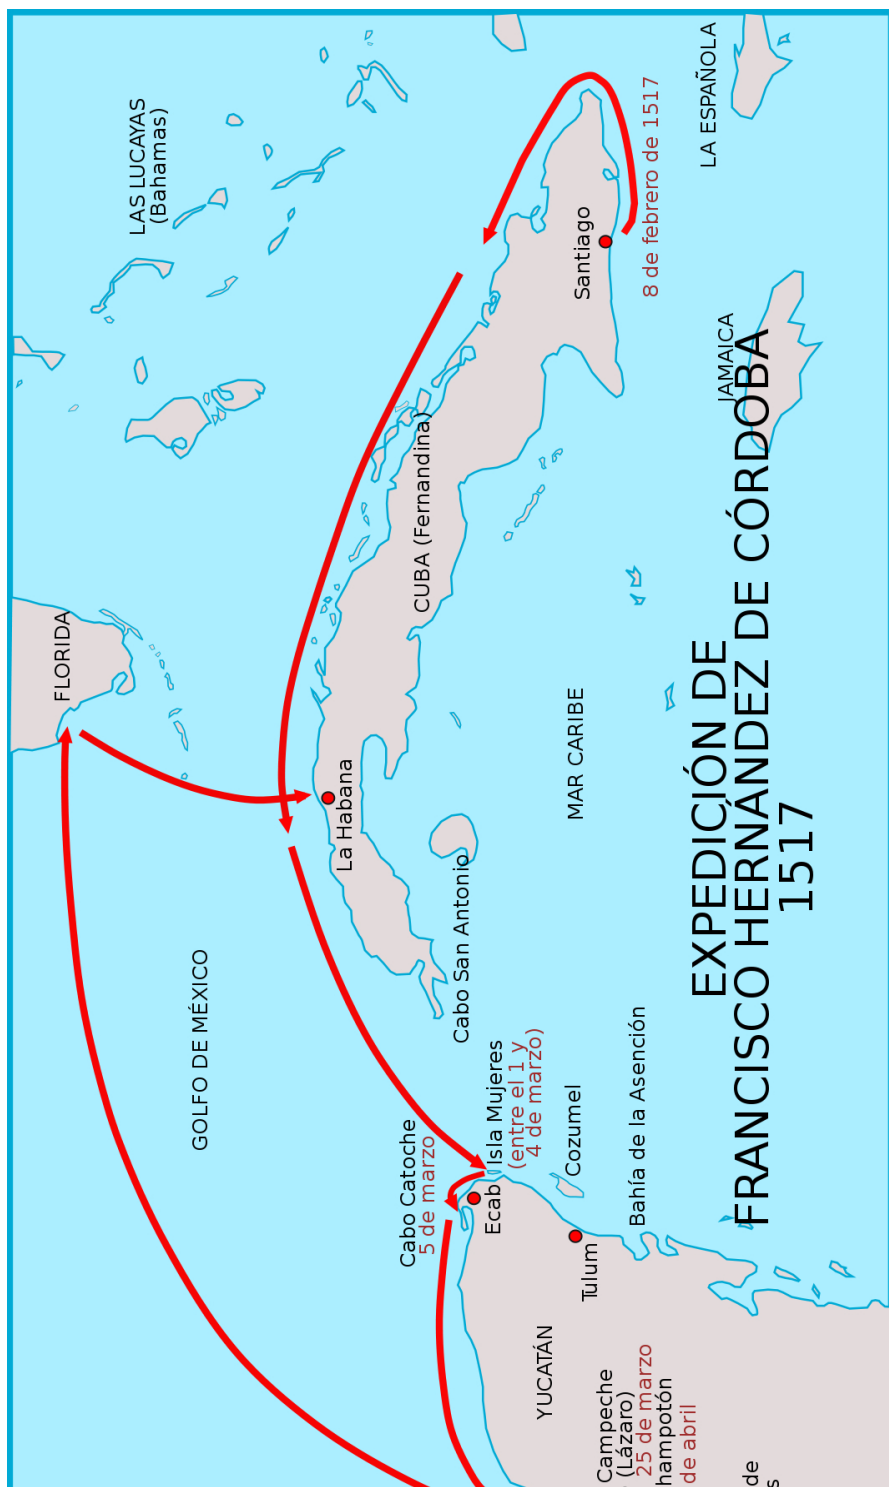 LAS LUCAYAS
(Bahamas)
LA ESPAÑOLA
8 de febrero de 1517
Santiago
JAMAICA
CUBA (Fernandina)
FLORIDA
MAR CARIBE
La Habana
Cabo San Antonio
GOLFO DE MÉXICO
EXPEDICIÓN DE
FRANCISCO HERNÁNDEZ DE CÓRDOBA
1517
Isla Mujeres
(entre el 1 y
4 de marzo)
Cozumel
Bahía de la Asención
Cabo Catoche
5 de marzo
Ecab
Tulum
YUCATÁN
Campeche
(Lázaro)
25 de marzo
hampotón
de abril
de
s